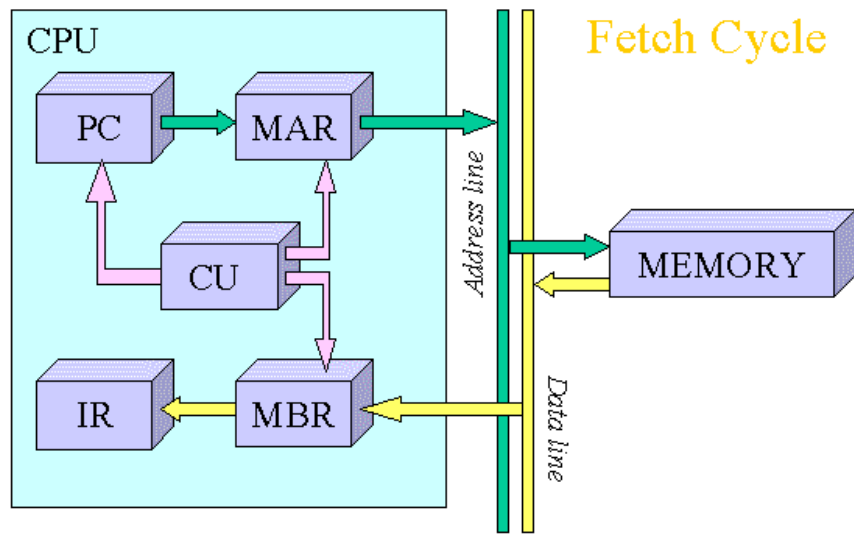 CPU
Fetch Cycle
PC
MAR
Address line
CU
MEMORY
IR
MBR
Data line